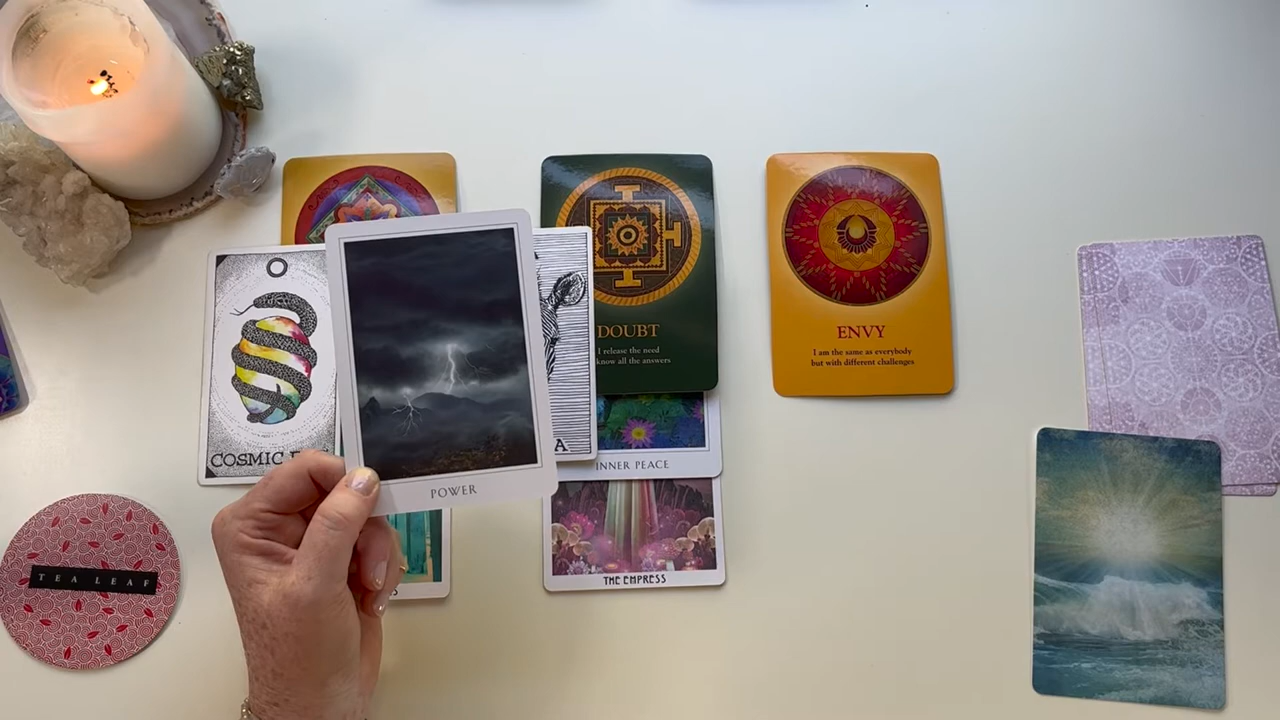 DOUBT
I release the need
know all the answers
ENVY
I am the same as everybody
but with different challenges
COSMIC
A
INNER PEACE
POWER
TEA LEAF
THE EMPRESS